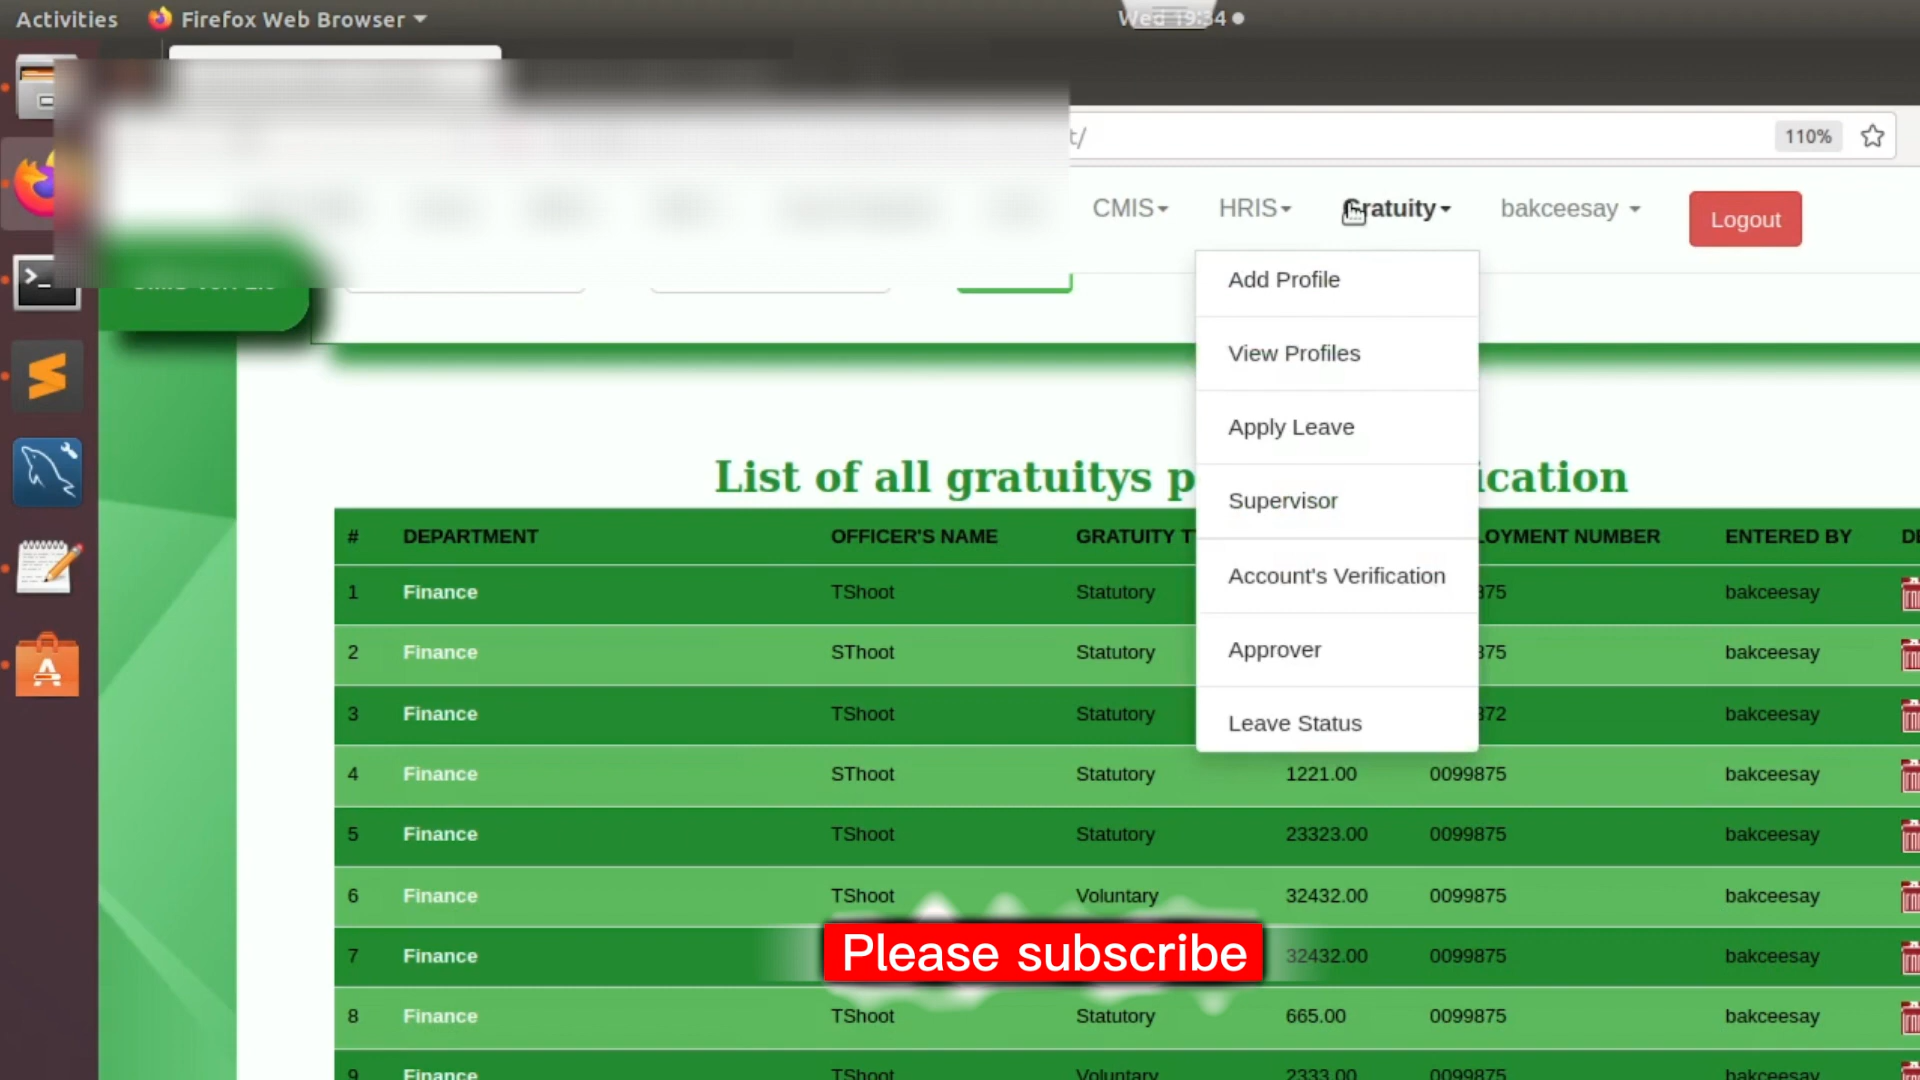 Activities Firefox Web Browser Wed 19:34
t/ 110%
CMIS HRIS Gratuity bakceesay Logout
Add Profile
View Profiles
Apply Leave
Supervisor
Account's Verification
Approver
Leave Status
List of all gratuitys p ication
# DEPARTMENT OFFICER'S NAME GRATUITY T LOYMENT NUMBER ENTERED BY DE
1 Finance TShoot Statutory 875 bakceesay
2 Finance SThoot Statutory 875 bakceesay
3 Finance TShoot Statutory 872 bakceesay
4 Finance SThoot Statutory 1221.00 0099875 bakceesay
5 Finance TShoot Statutory 23323.00 0099875 bakceesay
6 Finance TShoot Voluntary 32432.00 0099875 bakceesay
7 Finance 32432.00 0099875 bakceesay
Please subscribe
8 Finance TShoot Statutory 665.00 0099875 bakceesay
9 Finance TShoot Voluntary 2333.00 0099875 bakceesay